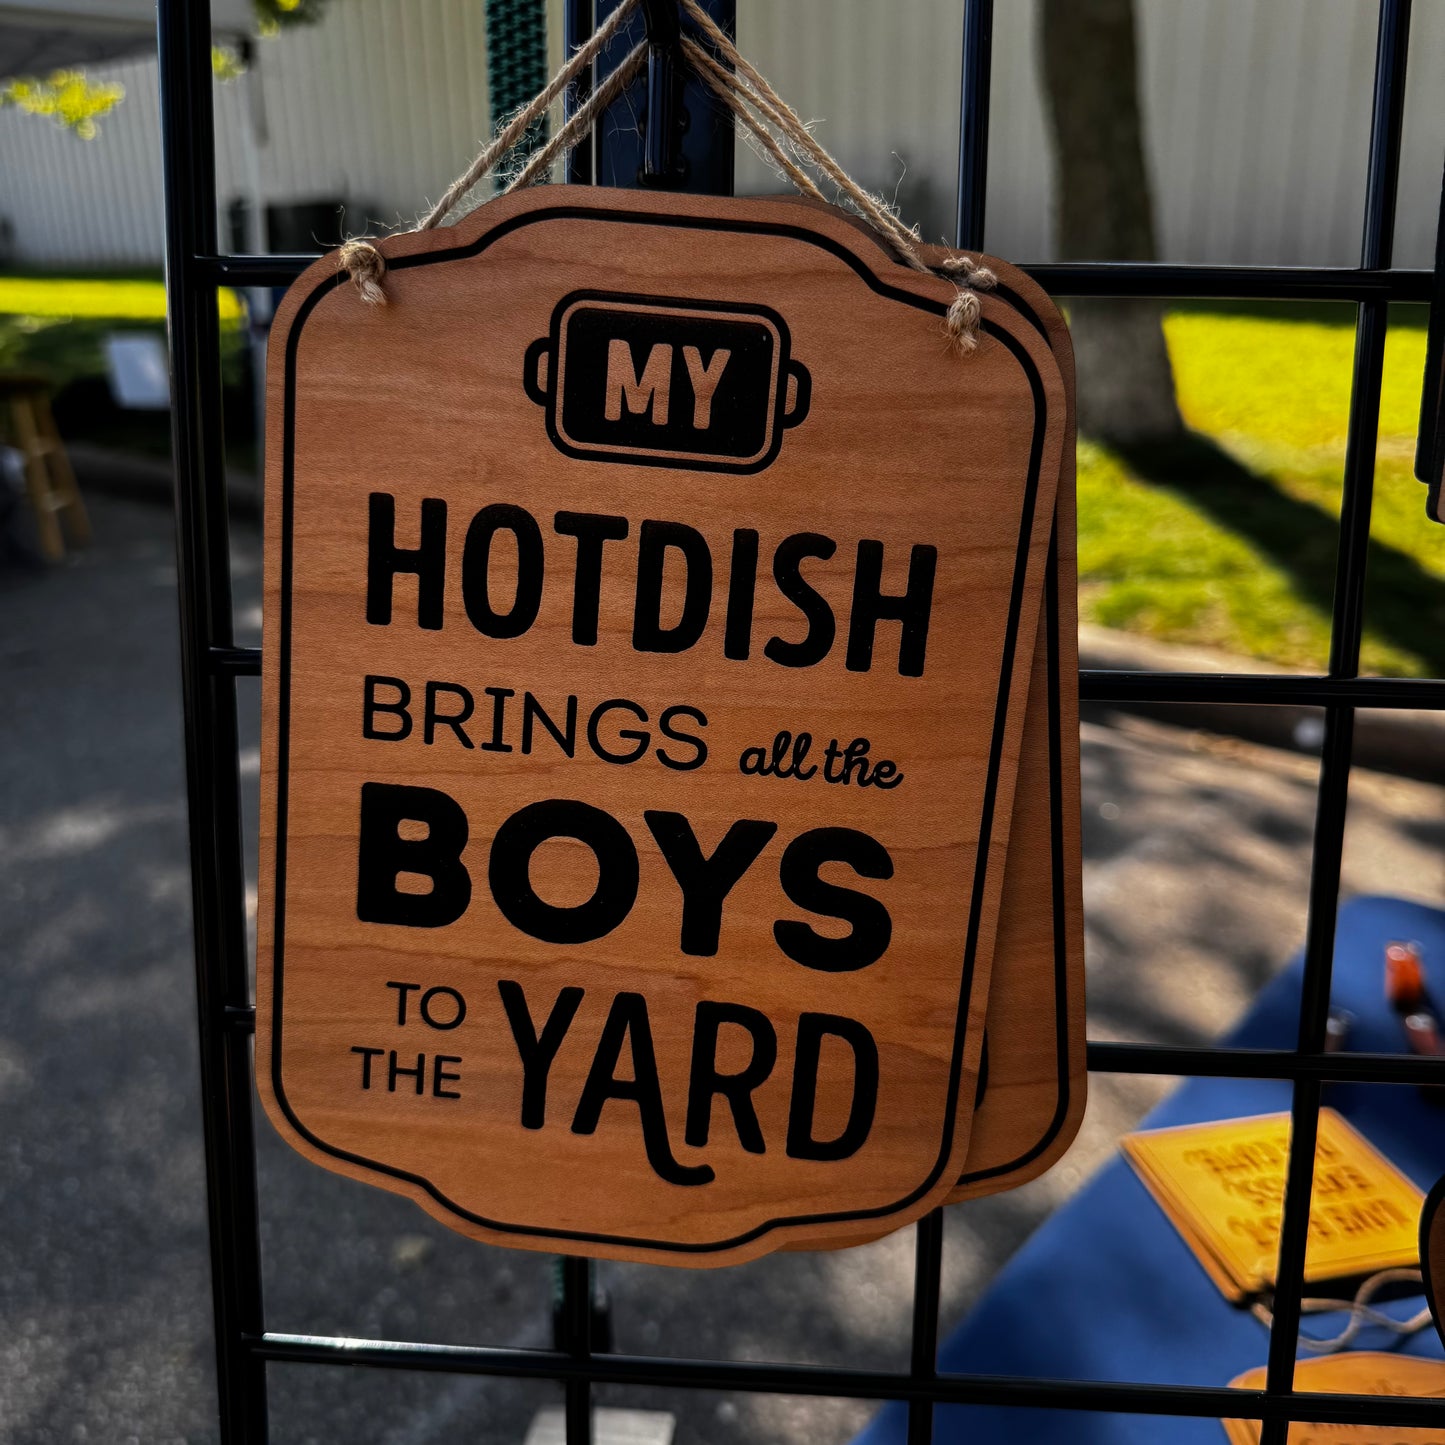 MY
HOTDISH
BRINGS all the
BOYS
TO THE YARD